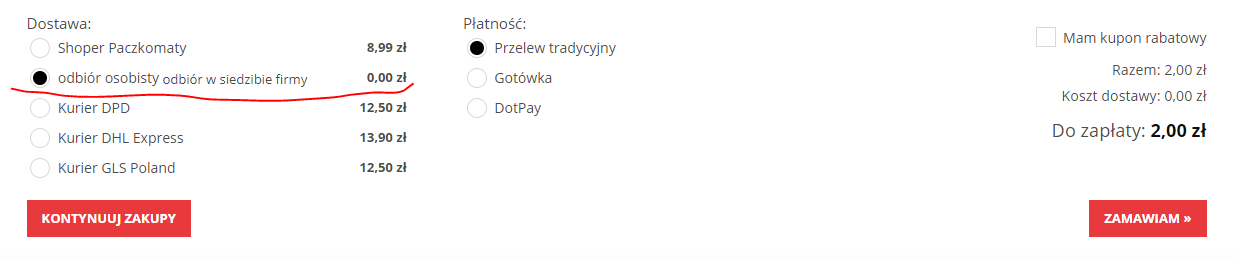 Dostawa:
Shoper Paczkomaty 8,99 zł
odbiór osobisty odbiór w siedzibie firmy 0,00 zł
Kurier DPD 12,50 zł
Kurier DHL Express 13,90 zł
Kurier GLS Poland 12,50 zł
KONTYNUUJ ZAKUPY
Płatność:
Przelew tradycyjny
Gotówka
DotPay
Mam kupon rabatowy
Razem: 2,00 zł
Koszt dostawy: 0,00 zł
Do zapłaty: 2,00 zł
ZAMAWIAM »